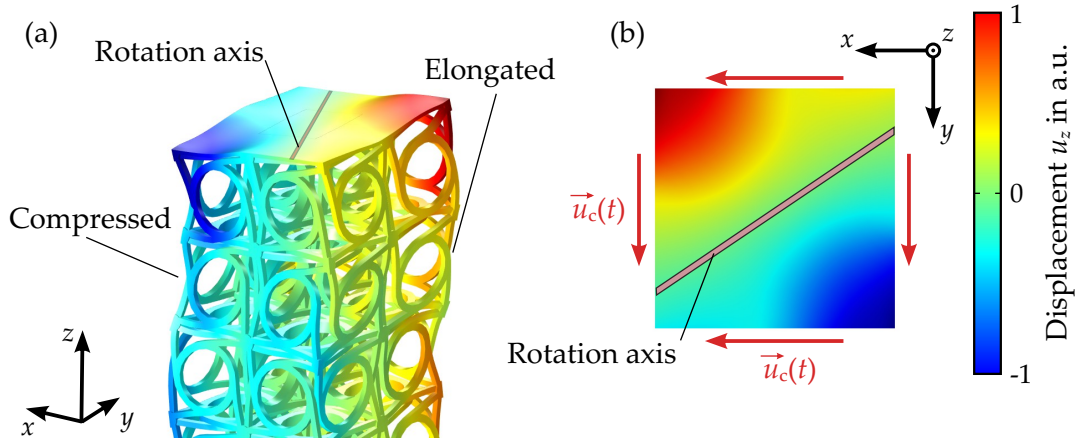 (a)
Rotation axis
Elongated
Compressed
z
x
y
(b)
x
z
y
u_c(t)
u_c(t)
Rotation axis
1
0
-1
Displacement u_z in a.u.